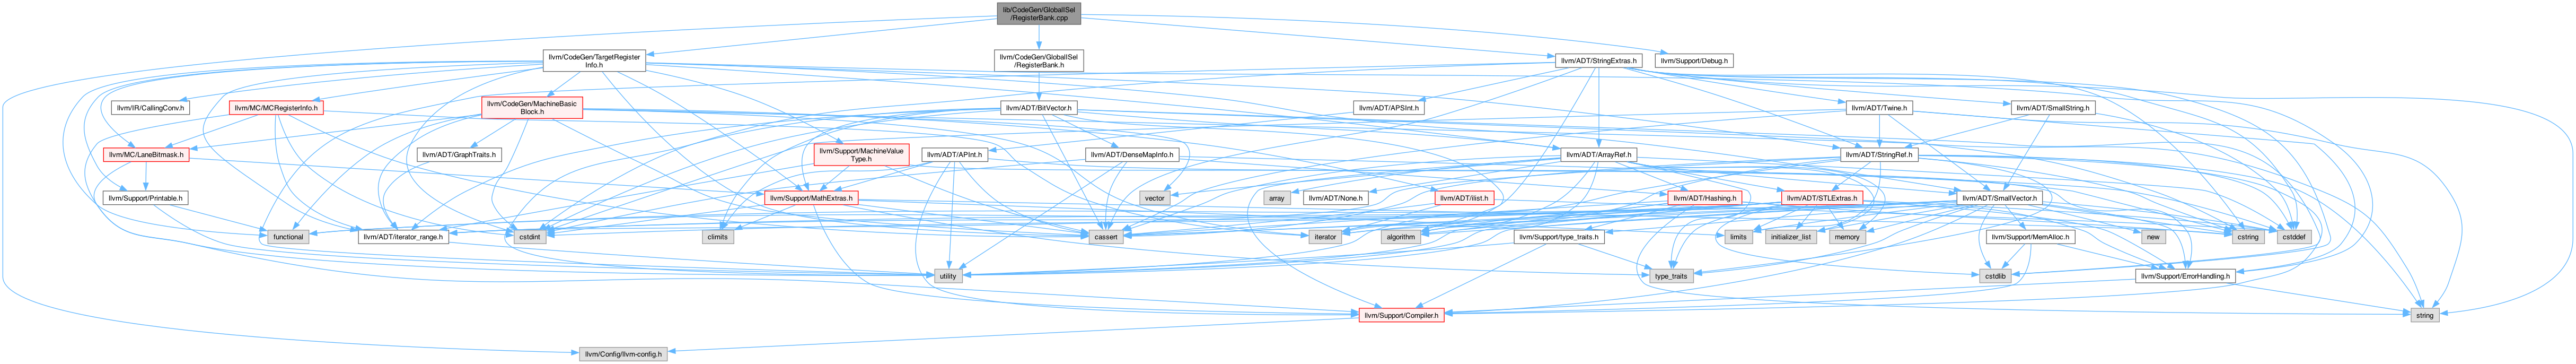 lib/CodeGen/GlobalISel
/RegisterBank.cpp
llvm/CodeGen/TargetRegister
Info.h
llvm/CodeGen/GlobalISel
/RegisterBank.h
llvm/ADT/StringExtras.h
llvm/Support/Debug.h
llvm/IR/CallingConv.h
llvm/MC/MCRegisterInfo.h
llvm/CodeGen/MachineBasic
Block.h
llvm/ADT/BitVector.h
llvm/ADT/APSInt.h
llvm/ADT/Twine.h
llvm/ADT/SmallString.h
llvm/MC/LaneBitmask.h
llvm/ADT/GraphTraits.h
llvm/Support/MachineValue
Type.h
llvm/ADT/APInt.h
llvm/ADT/DenseMapInfo.h
llvm/ADT/ArrayRef.h
llvm/ADT/StringRef.h
llvm/Support/Printable.h
llvm/Support/MathExtras.h
vector
array
llvm/ADT/None.h
llvm/ADT/ilist.h
llvm/ADT/Hashing.h
llvm/ADT/STLExtras.h
llvm/ADT/SmallVector.h
functional
llvm/ADT/iterator_range.h
cstdint
climits
cassert
iterator
algorithm
llvm/Support/type_traits.h
limits
initializer_list
memory
llvm/Support/MemAlloc.h
new
cstring
cstddef
utility
type_traits
cstdlib
llvm/Support/ErrorHandling.h
llvm/Support/Compiler.h
string
llvm/Config/llvm-config.h